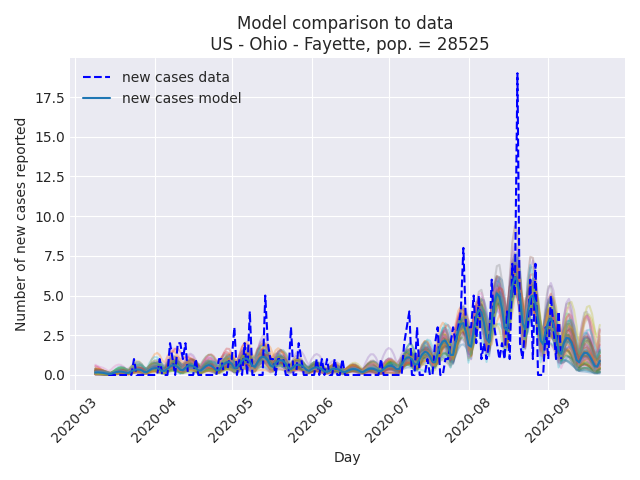 Model comparison to data
US - Ohio - Fayette, pop. = 28525
new cases data
new cases model
Number of new cases reported
17.5
15.0
12.5
10.0
7.5
5.0
2.5
0.0
2020-03
2020-04
2020-05
2020-06
2020-07
2020-08
2020-09
Day